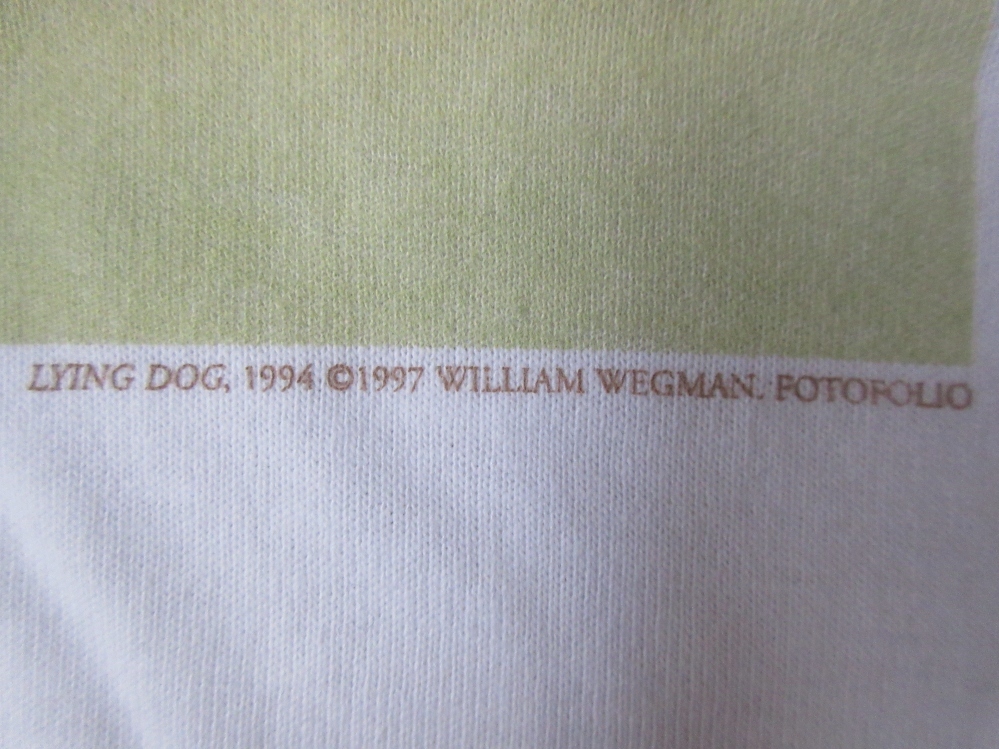 LYING DOG, 1994 ©1997 WILLIAM WEGMAN. FOTOFOLIO